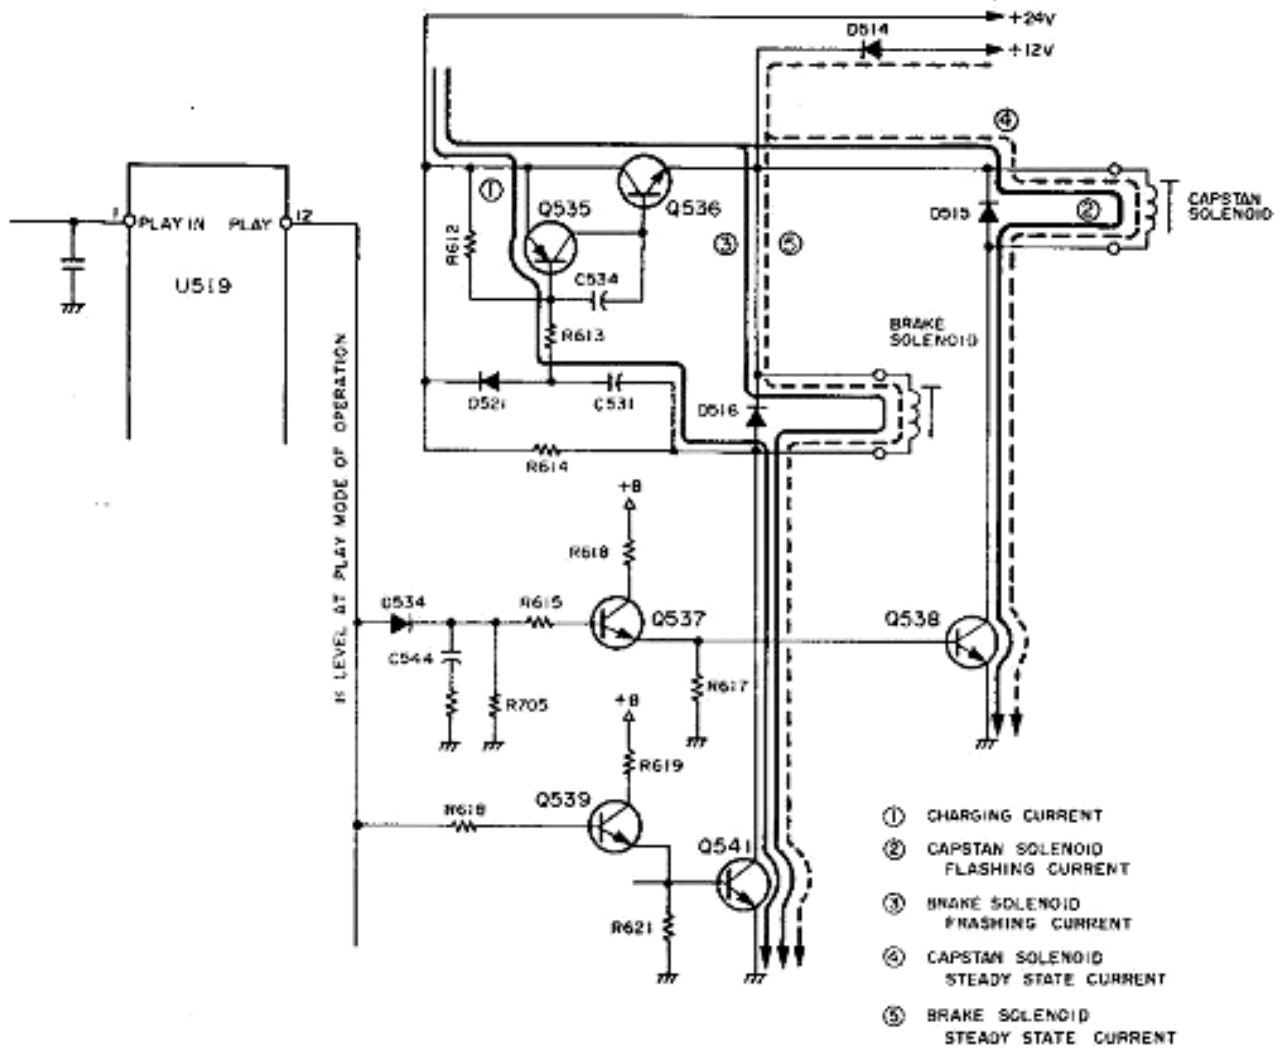 +24V
D514
+12V
④
1
PLAY IN
PLAY
12
U519
①
Q535
Q536
R612
C534
③
⑤
D515
②
CAPSTAN
SOLENOID
R613
BRAKE
SOLENOID
D521
C531
D516
R614
H LEVEL AT PLAY MODE OF OPERATION
+B
R618
D534
R615
Q537
Q538
C544
R705
R617
+B
R619
R618
Q539
Q541
R621
① CHARGING CURRENT
② CAPSTAN SOLENOID
FLASHING CURRENT
③ BRAKE SOLENOID
FRASHING CURRENT
④ CAPSTAN SOLENOID
STEADY STATE CURRENT
⑤ BRAKE SOLENOID
STEADY STATE CURRENT